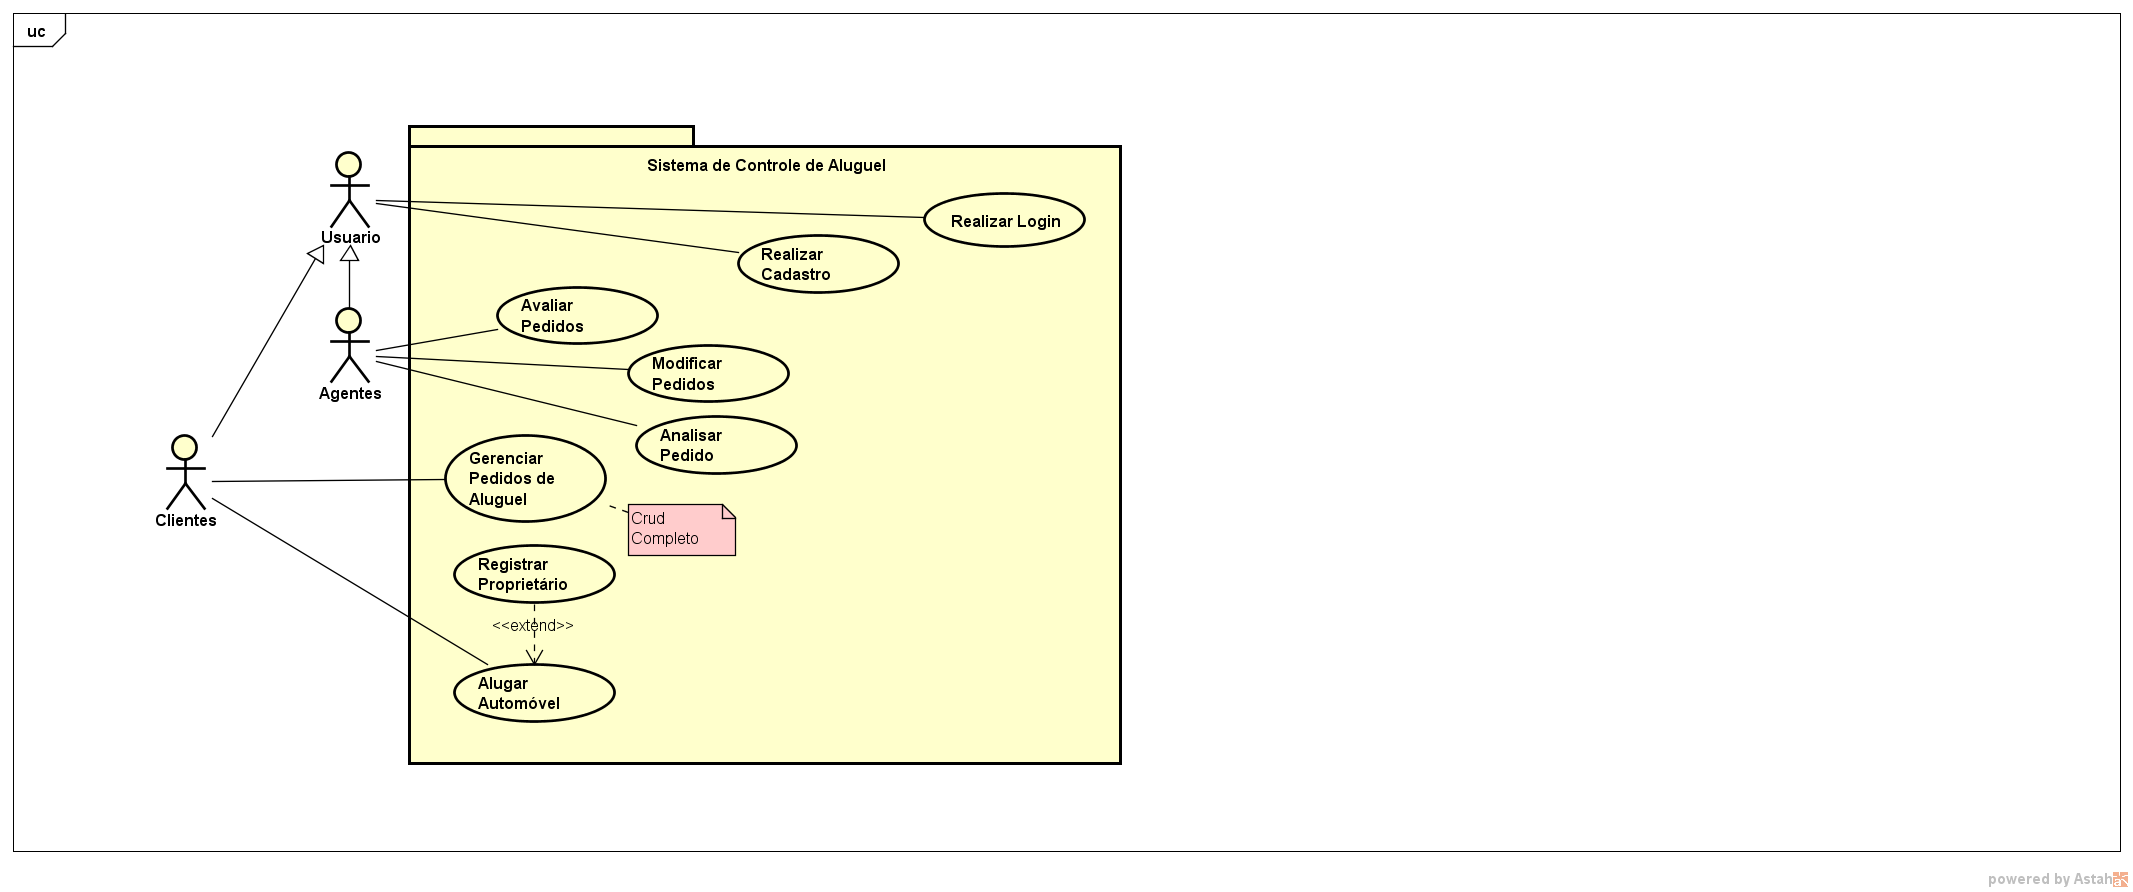 uc
Sistema de Controle de Aluguel
Usuario
Realizar Login
Realizar
Cadastro
Avaliar
Pedidos
Modificar
Pedidos
Agentes
Analisar
Pedido
Gerenciar
Pedidos de
Aluguel
Clientes
Crud
Completo
Registrar
Proprietário
<<extend>>
Alugar
Automóvel
powered by Astah